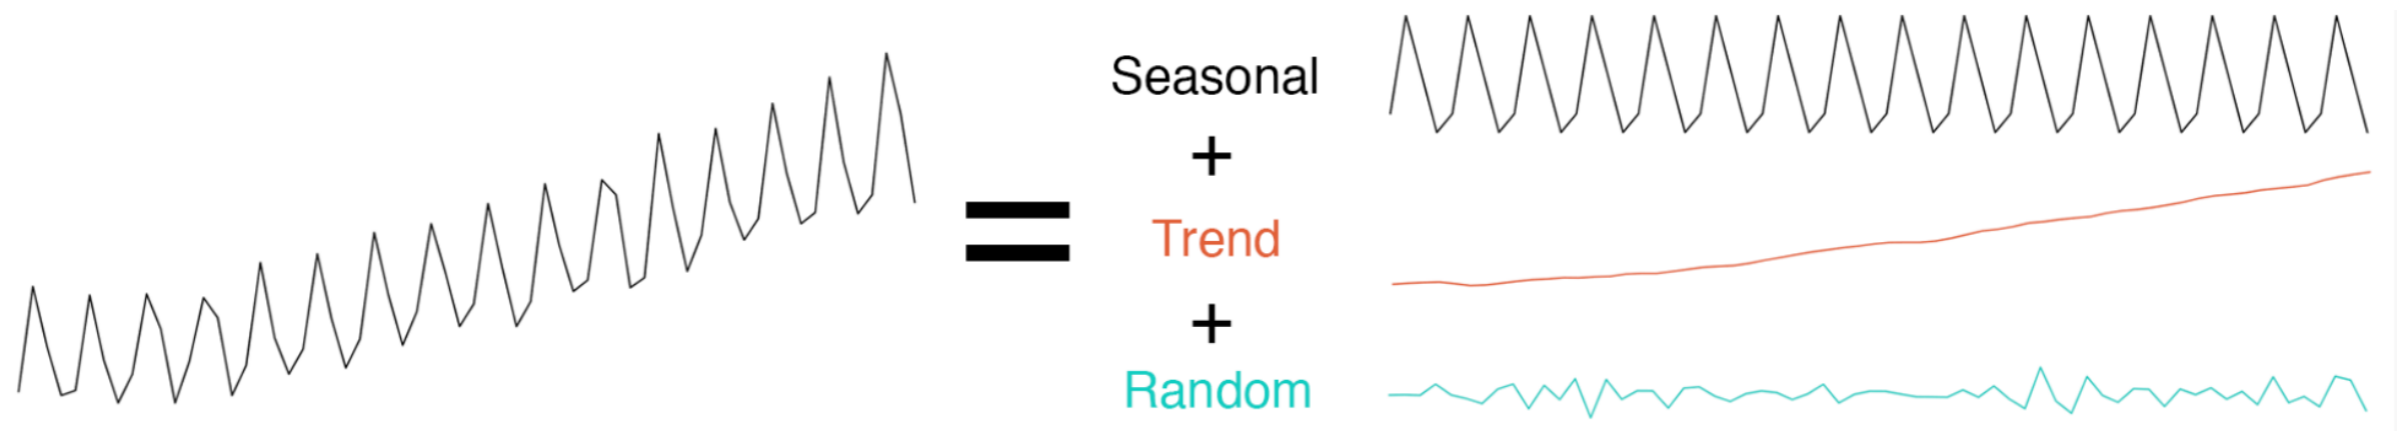 Seasonal
+
Trend
+
Random
=